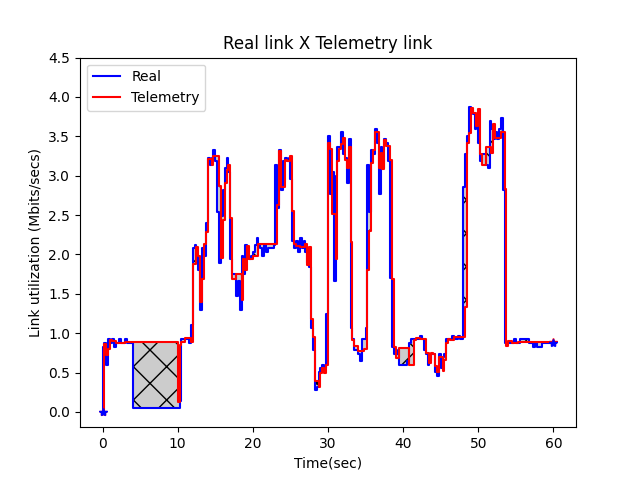 Real link X Telemetry link
Real
Telemetry
Link utilization (Mbits/secs)
4.5
4.0
3.5
3.0
2.5
2.0
1.5
1.0
0.5
0.0
0 10 20 30 40 50 60
Time(sec)